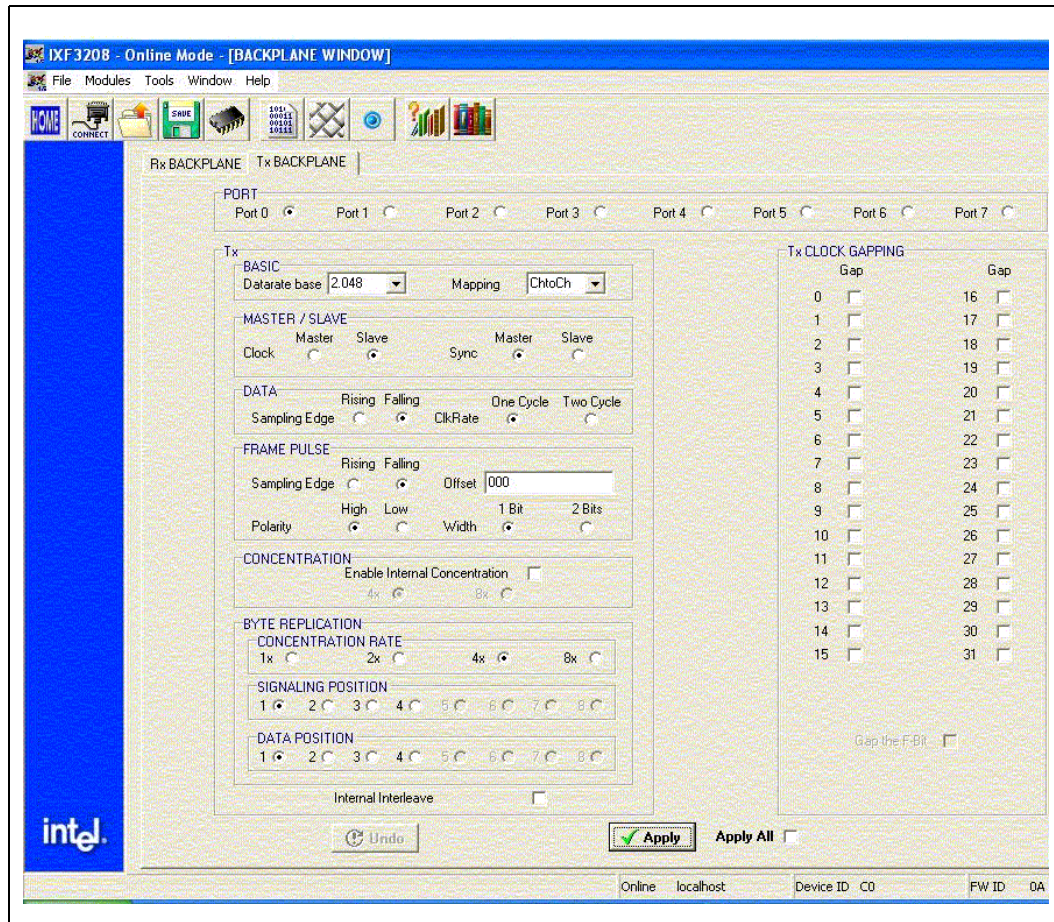 IXF3208 - Online Mode - [BACKPLANE WINDOW]
File Modules Tools Window Help
HOME CONNECT SAVE 101 00011 00101 10111
Rx BACKPLANE Tx BACKPLANE
PORT
Port 0 Port 1 Port 2 Port 3 Port 4 Port 5 Port 6 Port 7
Tx
BASIC
Datarate base 2.048 Mapping ChtoCh
MASTER / SLAVE
Master Slave Master Slave
Clock Sync
DATA
Rising Falling One Cycle Two Cycle
Sampling Edge ClkRate
FRAME PULSE
Rising Falling
Sampling Edge Offset 000
High Low 1 Bit 2 Bits
Polarity Width
CONCENTRATION
Enable Internal Concentration
4x 8x
BYTE REPLICATION
CONCENTRATION RATE
1x 2x 4x 8x
SIGNALING POSITION
1 2 3 4 5 6 7 8
DATA POSITION
1 2 3 4 5 6 7 8
Internal Interleave
Tx CLOCK GAPPING
Gap Gap
0 16
1 17
2 18
3 19
4 20
5 21
6 22
7 23
8 24
9 25
10 26
11 27
12 28
13 29
14 30
15 31
Gap the F-Bit
intel.
Undo Apply Apply All
Online localhost Device ID C0 FW ID 0A